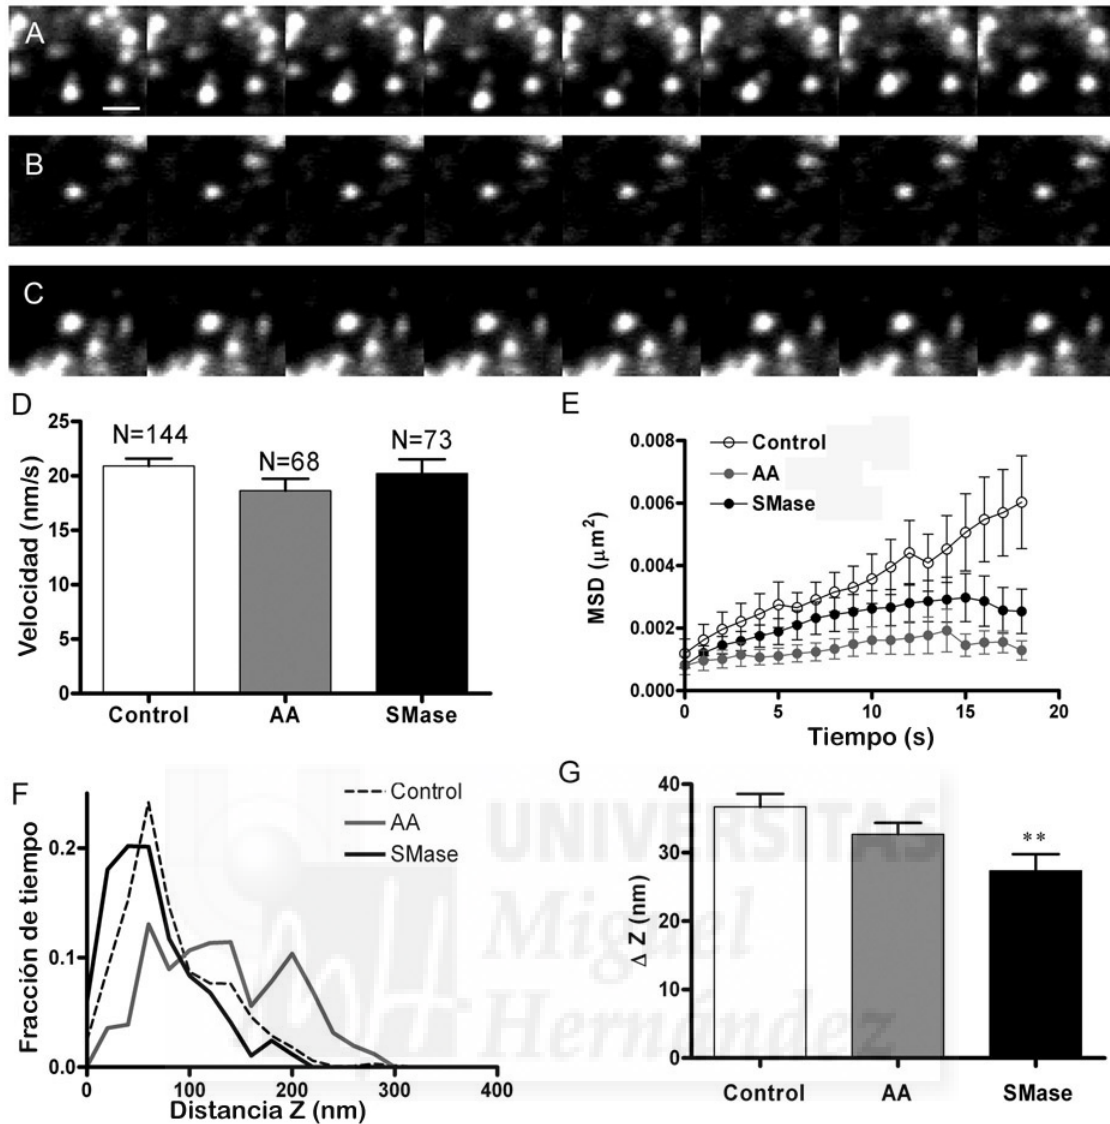 A
B
C
D
25
20
15
10
5
0
Velocidad (nm/s)
N=144
N=68
N=73
Control
AA
SMase
E
0.008
0.006
0.004
0.002
0.000
MSD (μm²)
Control
AA
SMase
0
5
10
15
20
Tiempo (s)
F
Control
AA
SMase
0.2
0.1
0.0
Fracción de tiempo
0
100
200
300
400
Distancia Z (nm)
G
40
30
20
10
0
Δ Z (nm)
**
Control
AA
SMase
UNIVERSITAS
Miguel
Hernández